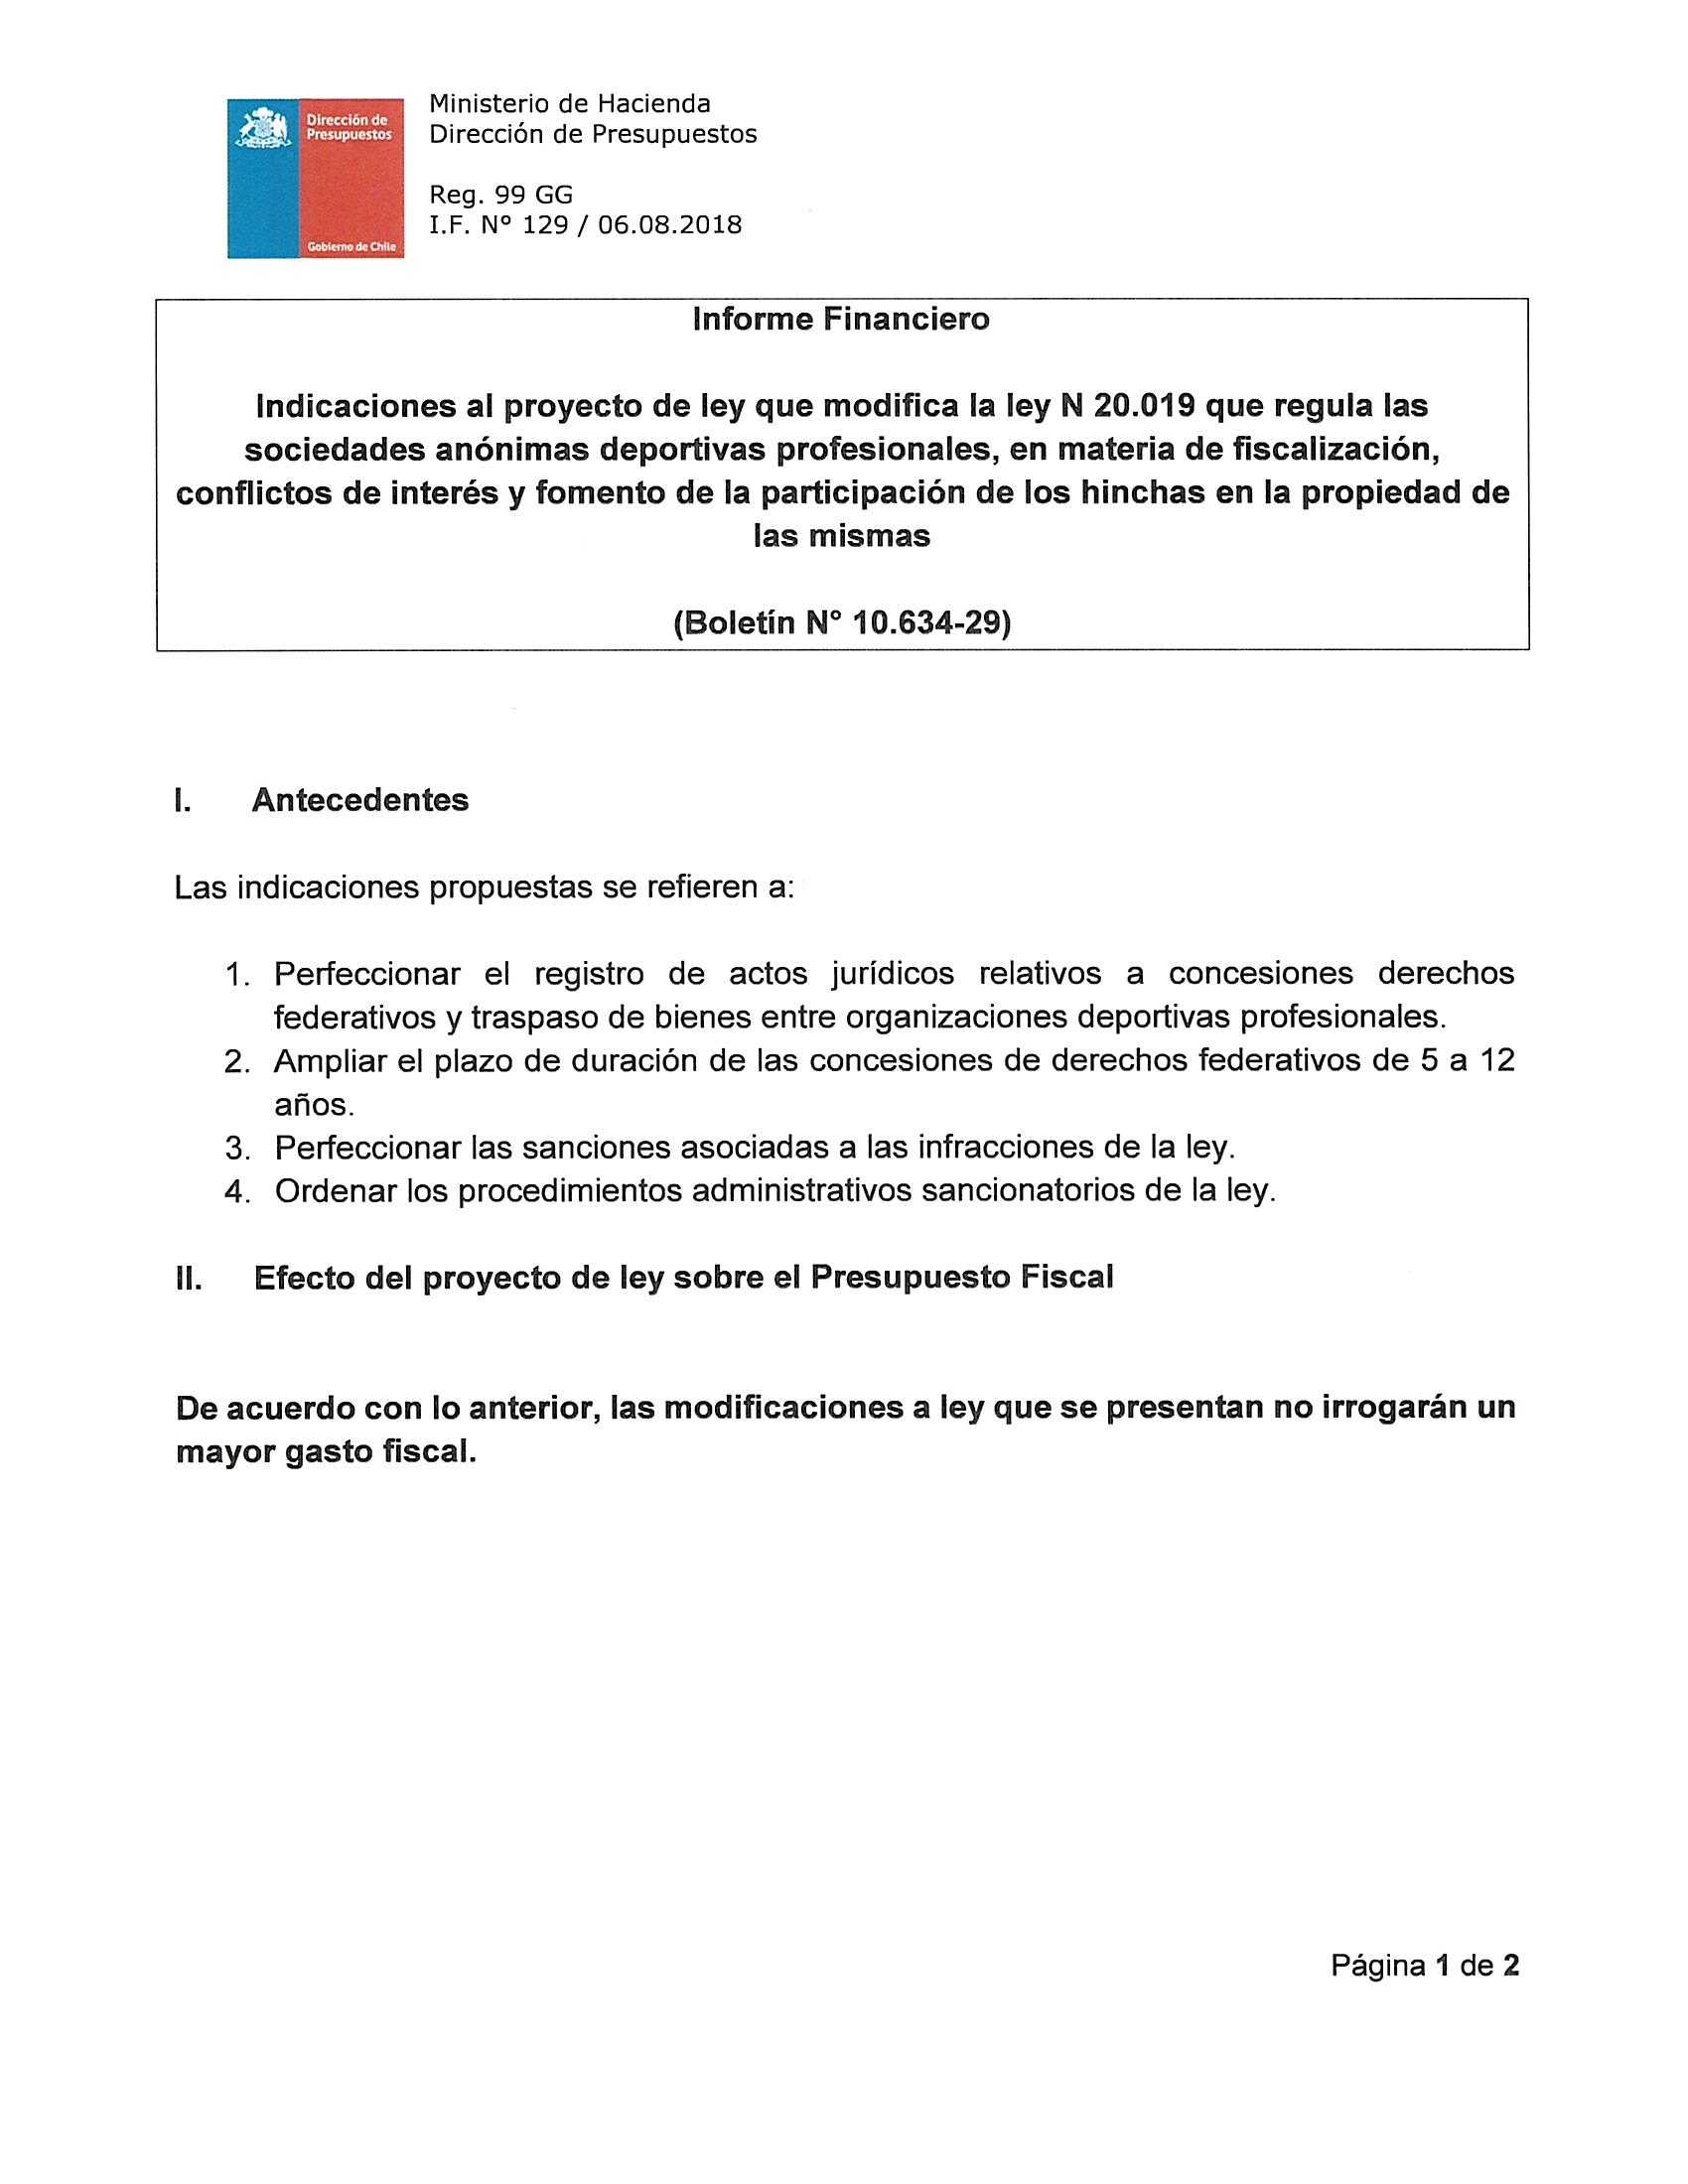 Dirección de
Presupuestos
Gobierno de Chile
Ministerio de Hacienda
Dirección de Presupuestos
Reg. 99 GG
I.F. N° 129 / 06.08.2018
Informe Financiero
Indicaciones al proyecto de ley que modifica la ley N 20.019 que regula las
sociedades anónimas deportivas profesionales, en materia de fiscalización,
conflictos de interés y fomento de la participación de los hinchas en la propiedad de
las mismas
(Boletín N° 10.634-29)
I. Antecedentes
Las indicaciones propuestas se refieren a:
1. Perfeccionar el registro de actos jurídicos relativos a concesiones derechos
federativos y traspaso de bienes entre organizaciones deportivas profesionales.
2. Ampliar el plazo de duración de las concesiones de derechos federativos de 5 a 12
años.
3. Perfeccionar las sanciones asociadas a las infracciones de la ley.
4. Ordenar los procedimientos administrativos sancionatorios de la ley.
II. Efecto del proyecto de ley sobre el Presupuesto Fiscal
De acuerdo con lo anterior, las modificaciones a ley que se presentan no irrogarán un
mayor gasto fiscal.
Página 1 de 2